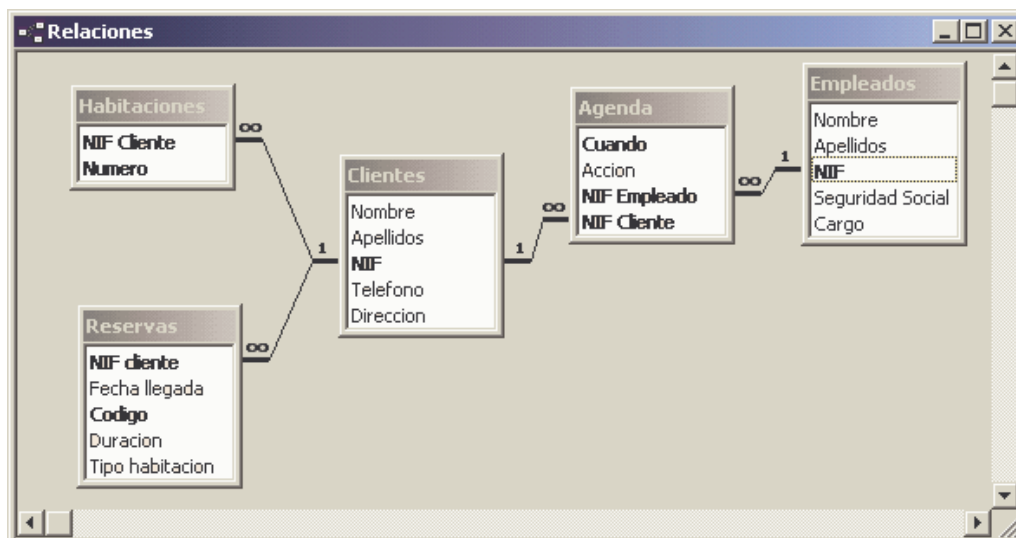 Relaciones
Habitaciones
NIF Cliente
Numero
∞
Clientes
Nombre
Apellidos
NIF
Telefono
Direccion
1
1
Reservas
NIF cliente
Fecha llegada
Codigo
Duracion
Tipo habitacion
∞
Agenda
Cuando
Accion
NIF Empleado
NIF Cliente
∞
∞
Empleados
Nombre
Apellidos
NIF
Seguridad Social
Cargo
1